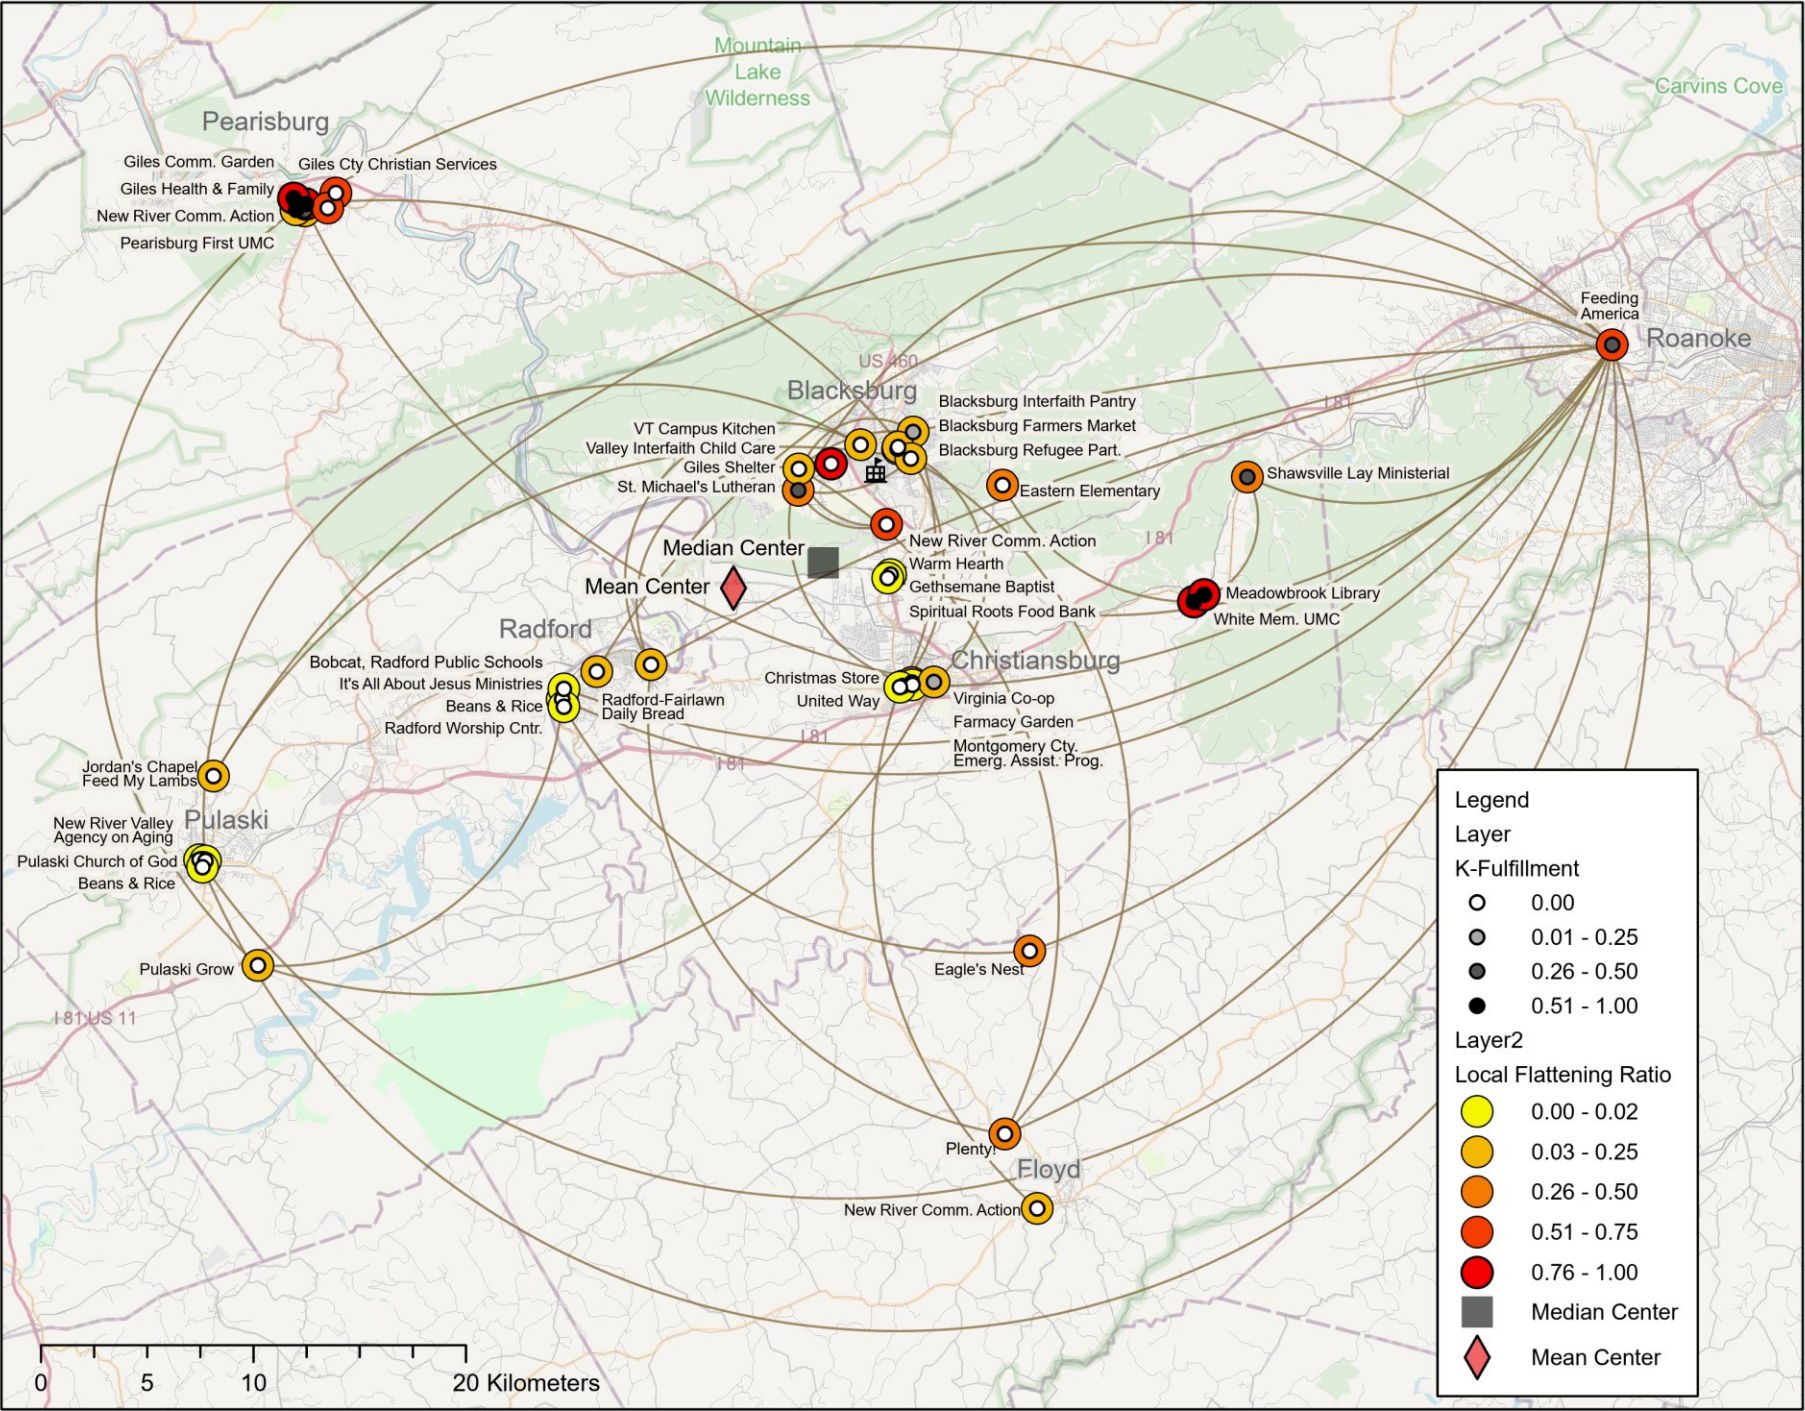 Mountain
Lake
Wilderness
Carvins Cove
Pearisburg
Giles Comm. Garden
Giles Cty Christian Services
Giles Health & Family
New River Comm. Action
Pearisburg First UMC
Feeding
America
Roanoke
US 460
Blacksburg
I 81
Blacksburg Interfaith Pantry
VT Campus Kitchen
Blacksburg Farmers Market
Valley Interfaith Child Care
Blacksburg Refugee Part.
Giles Shelter
St. Michael's Lutheran
Eastern Elementary
Shawsville Lay Ministerial
New River Comm. Action
I 81
Median Center
Warm Hearth
Mean Center
Gethsemane Baptist
Meadowbrook Library
Spiritual Roots Food Bank
White Mem. UMC
Radford
Bobcat, Radford Public Schools
Christiansburg
It's All About Jesus Ministries
Christmas Store
Beans & Rice
Radford-Fairlawn
Daily Bread
United Way
Virginia Co-op
Radford Worship Cntr.
Farmacy Garden
I 81
Montgomery Cty.
Emerg. Assist. Prog.
I 81
Jordan's Chapel
Feed My Lambs
Pulaski
New River Valley
Agency on Aging
Pulaski Church of God
Beans & Rice
Pulaski Grow
Eagle's Nest
I 81;US 11
Plenty!
Floyd
New River Comm. Action
Legend
Layer
K-Fulfillment
0.00
0.01 - 0.25
0.26 - 0.50
0.51 - 1.00
Layer2
Local Flattening Ratio
0.00 - 0.02
0.03 - 0.25
0.26 - 0.50
0.51 - 0.75
0.76 - 1.00
Median Center
Mean Center
0 5 10 20 Kilometers